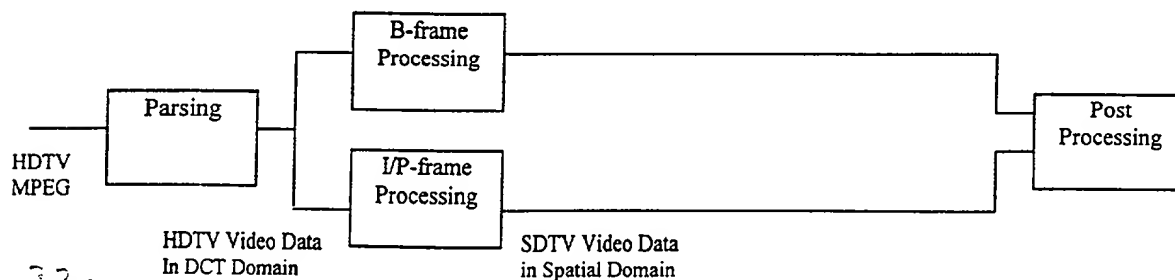 B-frame
Processing
Parsing
Post
Processing
HDTV
MPEG
I/P-frame
Processing
HDTV Video Data
In DCT Domain
SDTV Video Data
in Spatial Domain